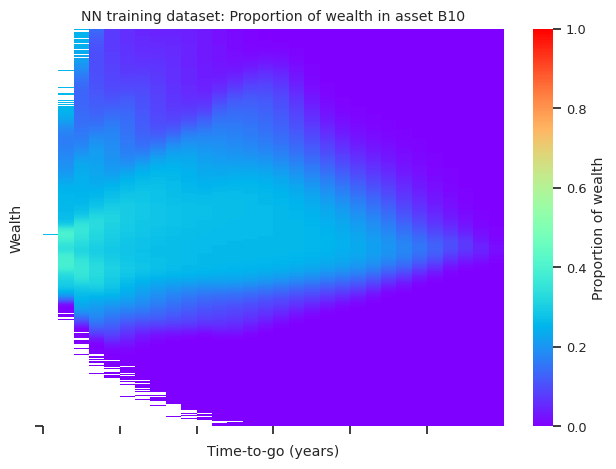 NN training dataset: Proportion of wealth in asset B10
Wealth
Time-to-go (years)
1.0
0.8
0.6
0.4
0.2
0.0
Proportion of wealth